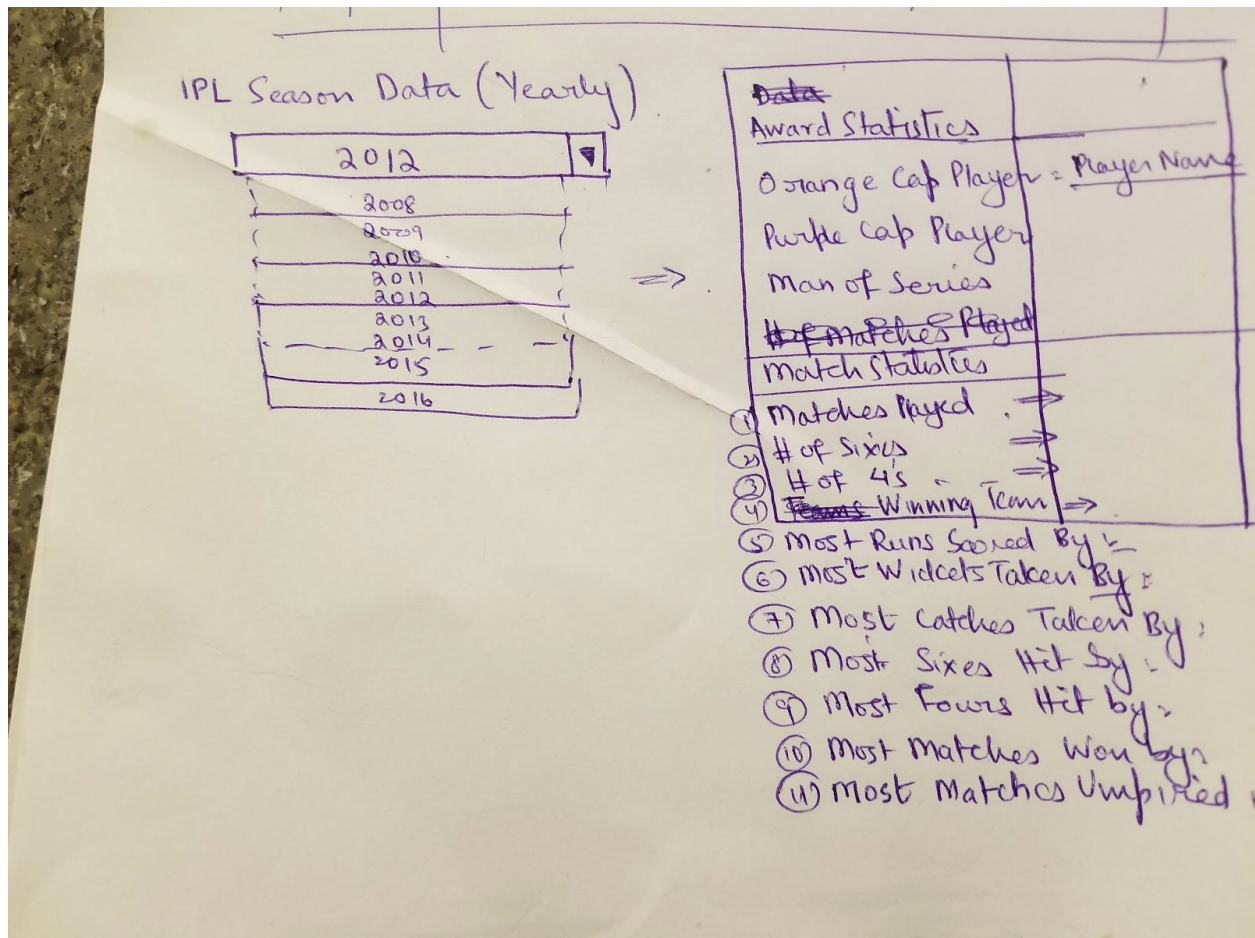 IPL Season Data (Yearly)
2012
2008
2009
2010
2011
2012
2013
2014
2015
2016
⇒
Data
Award Statistics
Orange Cap Player = Player Name
Purple Cap Player
Man of Series
# of Matches Played
Match Statistics
① Matches Played ⇒
② # of Sixies ⇒
③ # of 4's ⇒
④ Teams Winning Team ⇒
⑤ Most Runs Scored By :-
⑥ Most Wickets Taken By :
⑦ Most Catches Taken By :
⑧ Most Sixes Hit by :
⑨ Most Fours Hit by :
⑩ Most Matches Won by :
⑪ Most Matches Umpiried